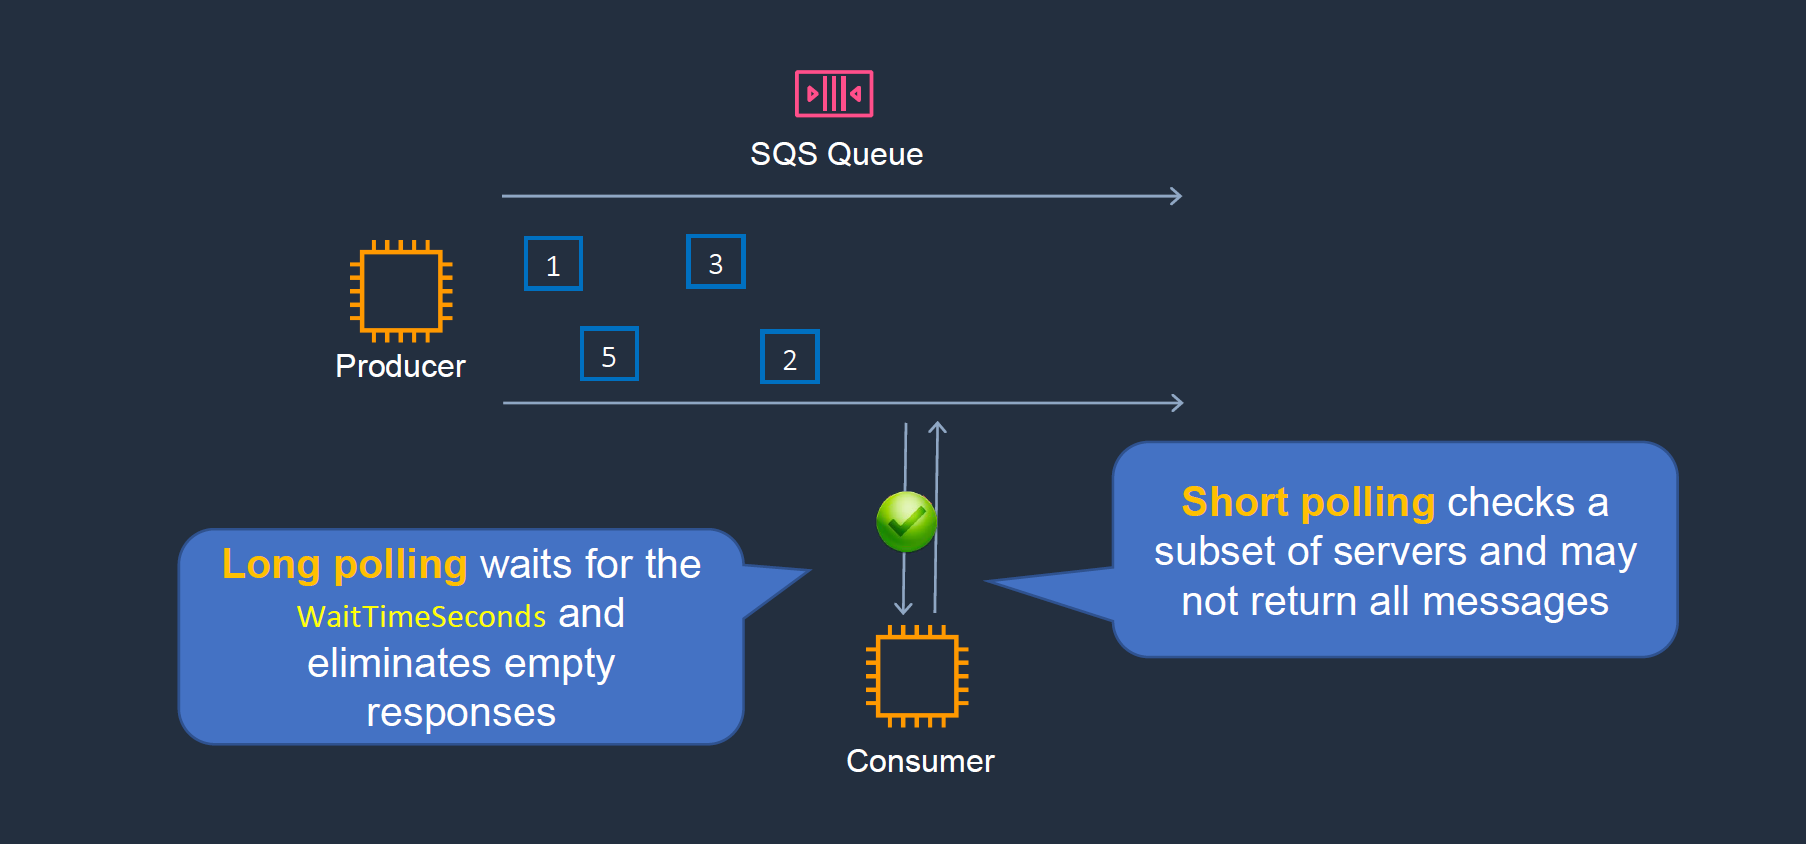 SQS Queue
1
3
Producer
5
2
Short polling checks a
subset of servers and may
not return all messages
Long polling waits for the
WaitTimeSeconds and
eliminates empty
responses
Consumer